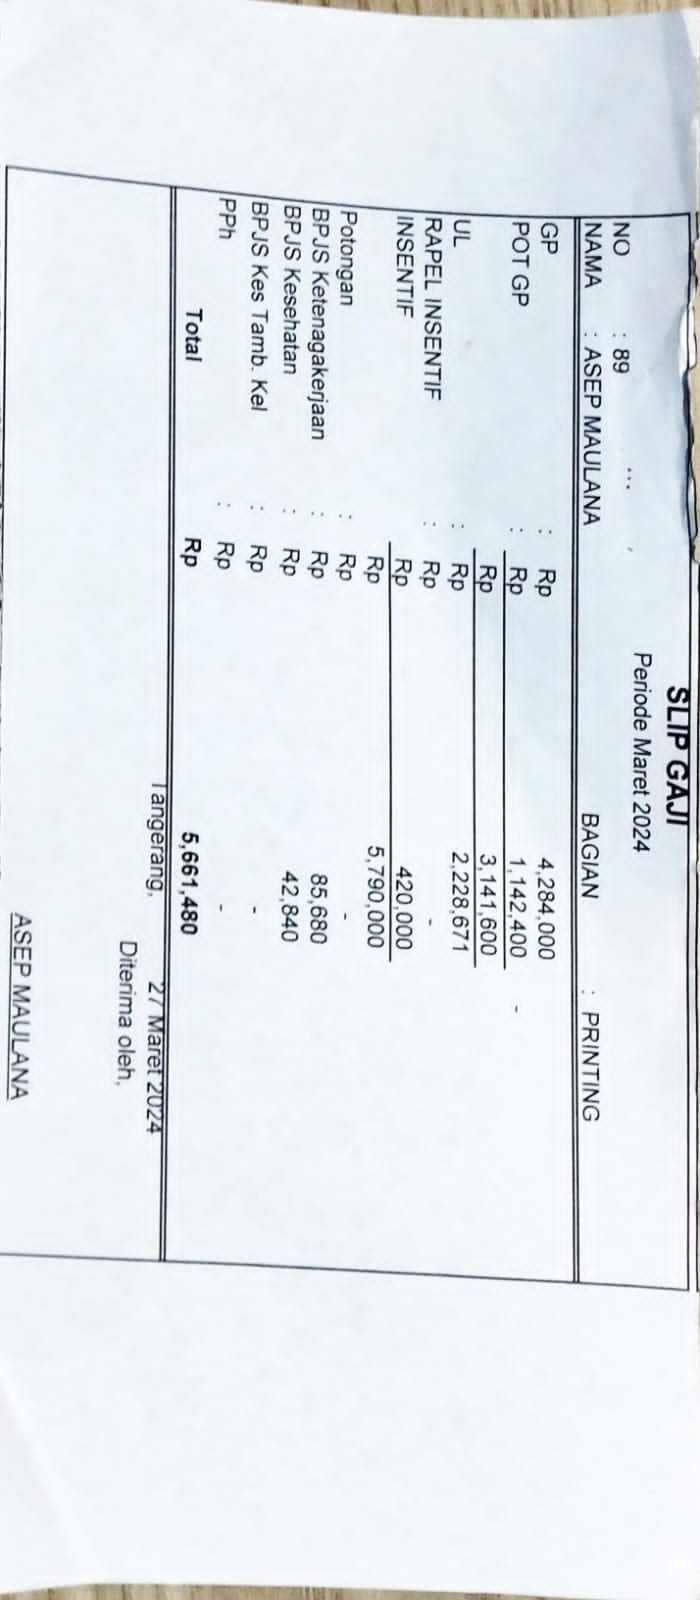 SLIP GAJI
Periode Maret 2024
NO : 89
NAMA : ASEP MAULANA BAGIAN : PRINTING
GP : Rp 4,284,000
POT GP : Rp 1,142,400 -
Rp 3,141,600
UL : Rp 2,228,671
RAPEL INSENTIF : Rp -
INSENTIF Rp 420,000
Rp 5,790,000
Potongan : Rp -
BPJS Ketenagakerjaan : Rp 85,680
BPJS Kesehatan : Rp 42,840
BPJS Kes Tamb. Kel : Rp -
PPh : Rp -
Total Rp 5,661,480
Tangerang, 27 Maret 2024
Diterima oleh,
ASEP MAULANA